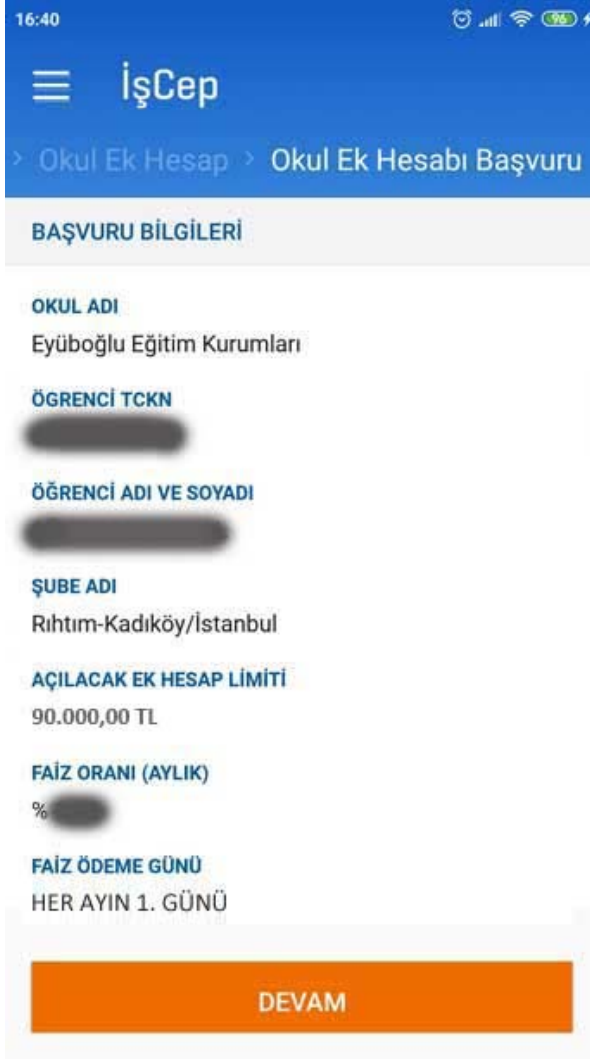 16:40
96
İşCep
> Okul Ek Hesap > Okul Ek Hesabı Başvuru
BAŞVURU BİLGİLERİ
OKUL ADI
Eyüboğlu Eğitim Kurumları
ÖGRENCİ TCKN
ÖĞRENCİ ADI VE SOYADI
ŞUBE ADI
Rıhtım-Kadıköy/İstanbul
AÇILACAK EK HESAP LİMİTİ
90.000,00 TL
FAİZ ORANI (AYLIK)
%
FAİZ ÖDEME GÜNÜ
HER AYIN 1. GÜNÜ
DEVAM